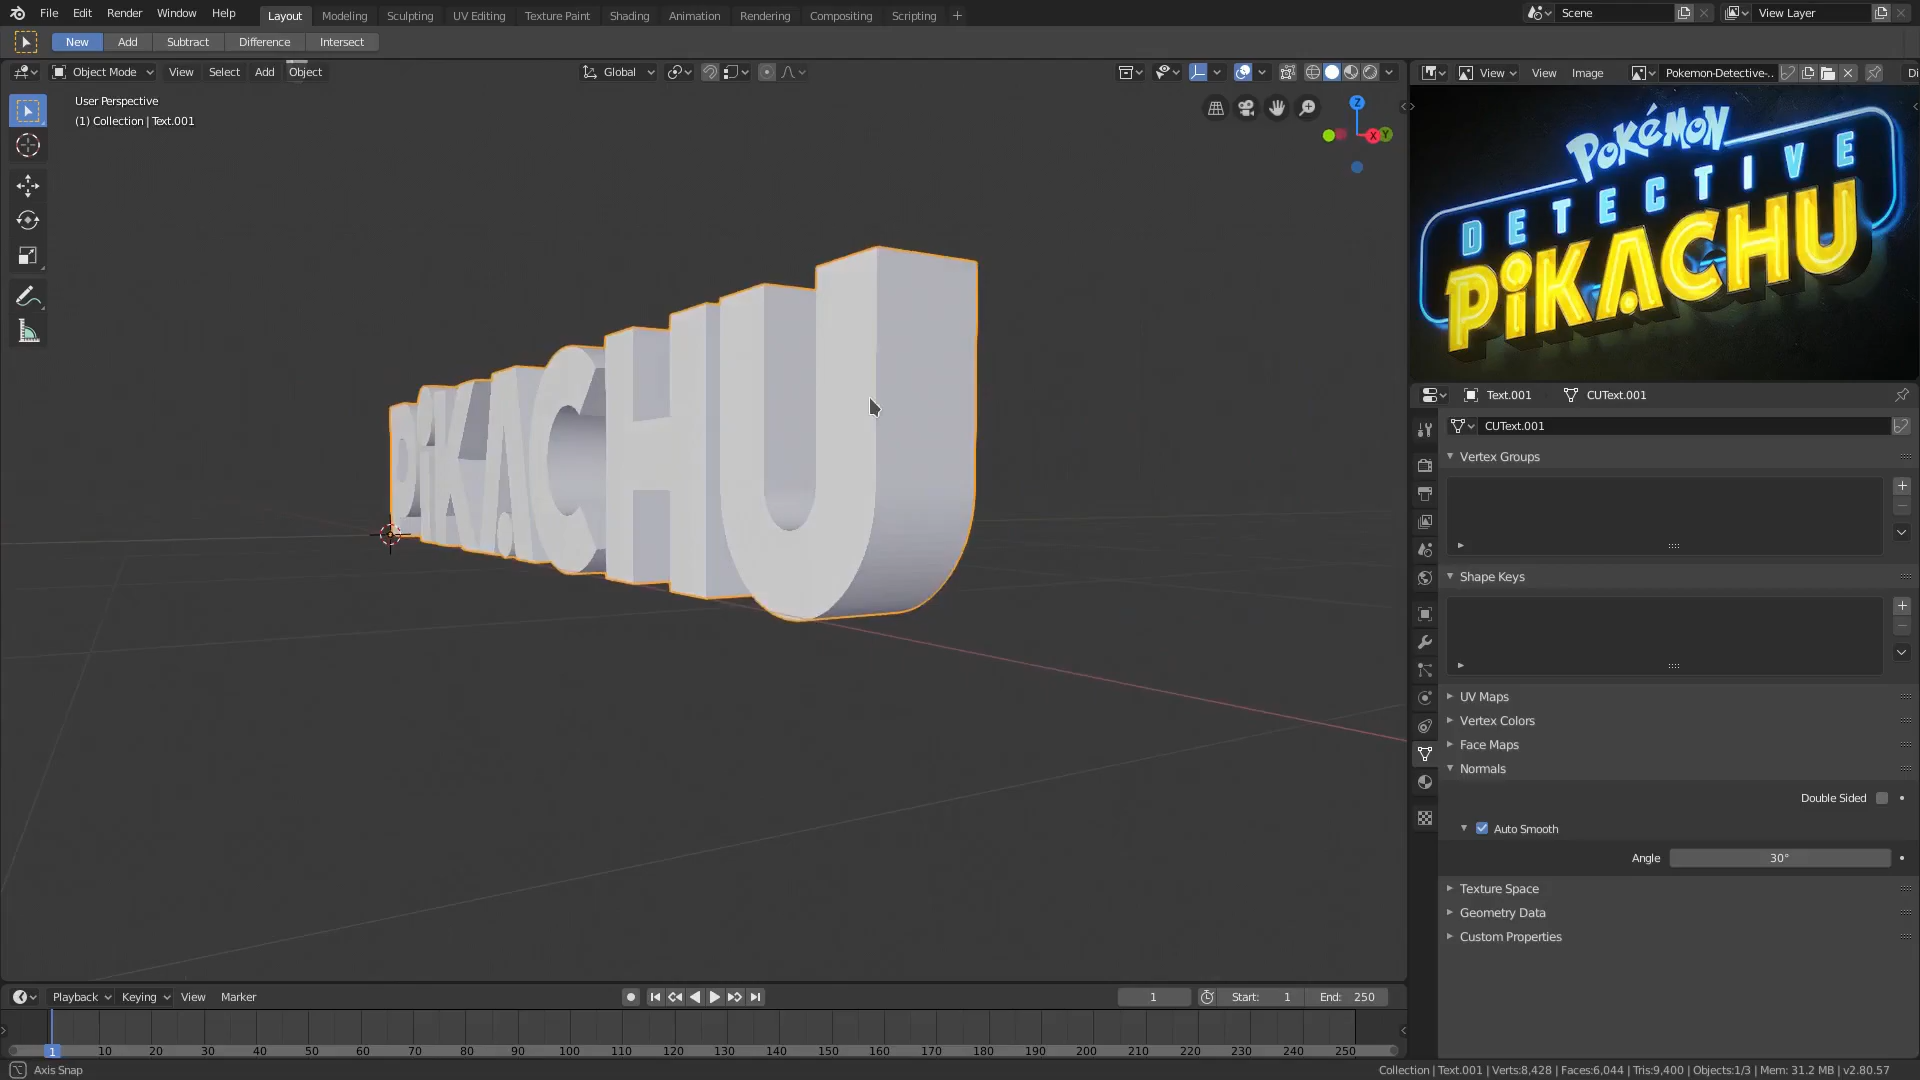 File Edit Render Window Help Layout Modeling Sculpting UV Editing Texture Paint Shading Animation Rendering Compositing Scripting + Scene View Layer
New Add Subtract Difference Intersect
Object Mode View Select Add Object Global View View Image Pokemon-Detective-.. Di
User Perspective
(1) Collection | Text.001
Z
X
Y
POKéMON
DETECTIVE
PiKACHU
PiKACHU
Text.001 CUText.001
CUText.001
Vertex Groups
Shape Keys
UV Maps
Vertex Colors
Face Maps
Normals
Double Sided
Auto Smooth
Angle 30°
Texture Space
Geometry Data
Custom Properties
Playback Keying View Marker 1 Start: 1 End: 250
1 10 20 30 40 50 60 70 80 90 100 110 120 130 140 150 160 170 180 190 200 210 220 230 240 250
Axis Snap Collection | Text.001 | Verts:8,428 | Faces:6,044 | Tris:9,400 | Objects:1/3 | Mem: 31.2 MB | v2.80.57